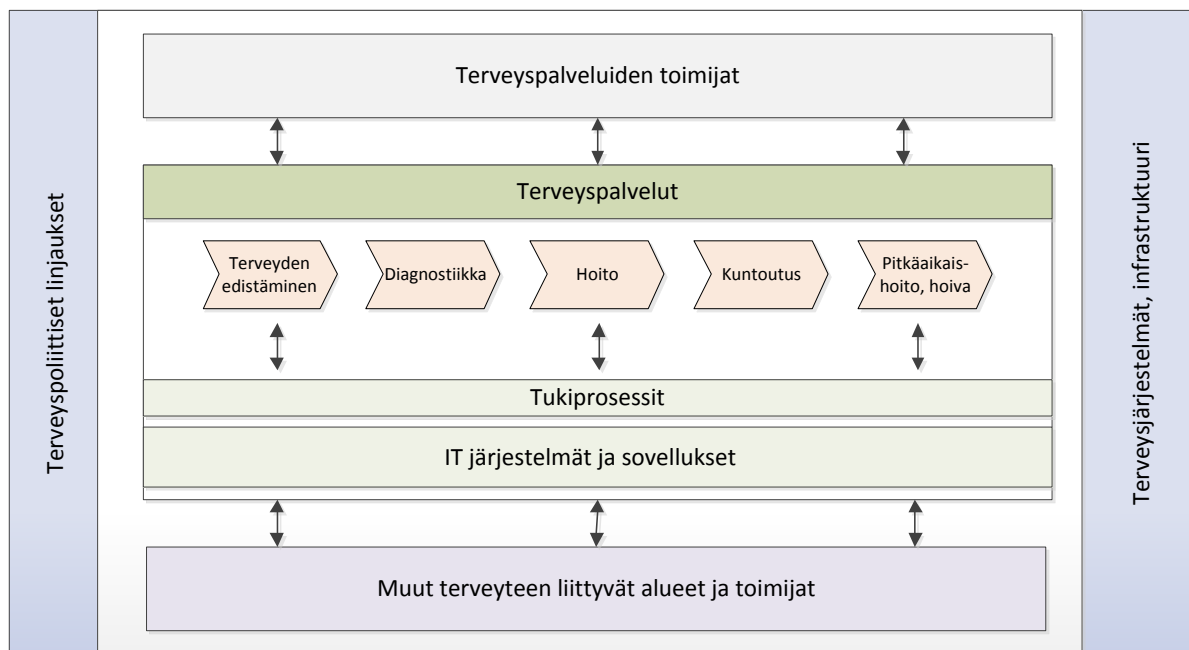 Terveyspoliittiset linjaukset
Terveyspalveluiden toimijat
Terveyspalvelut
Terveyden
edistäminen
Diagnostiikka
Hoito
Kuntoutus
Pitkäaikais-
hoito, hoiva
Tukiprosessit
IT järjestelmät ja sovellukset
Muut terveyteen liittyvät alueet ja toimijat
Terveysjärjestelmät, infrastruktuuri